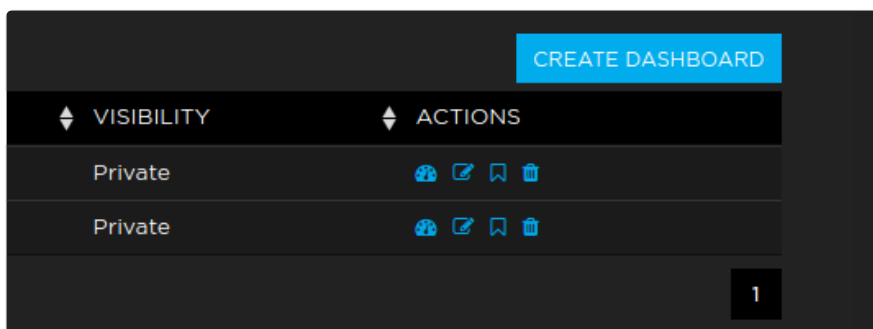 CREATE DASHBOARD
VISIBILITY ACTIONS
Private
Private
1